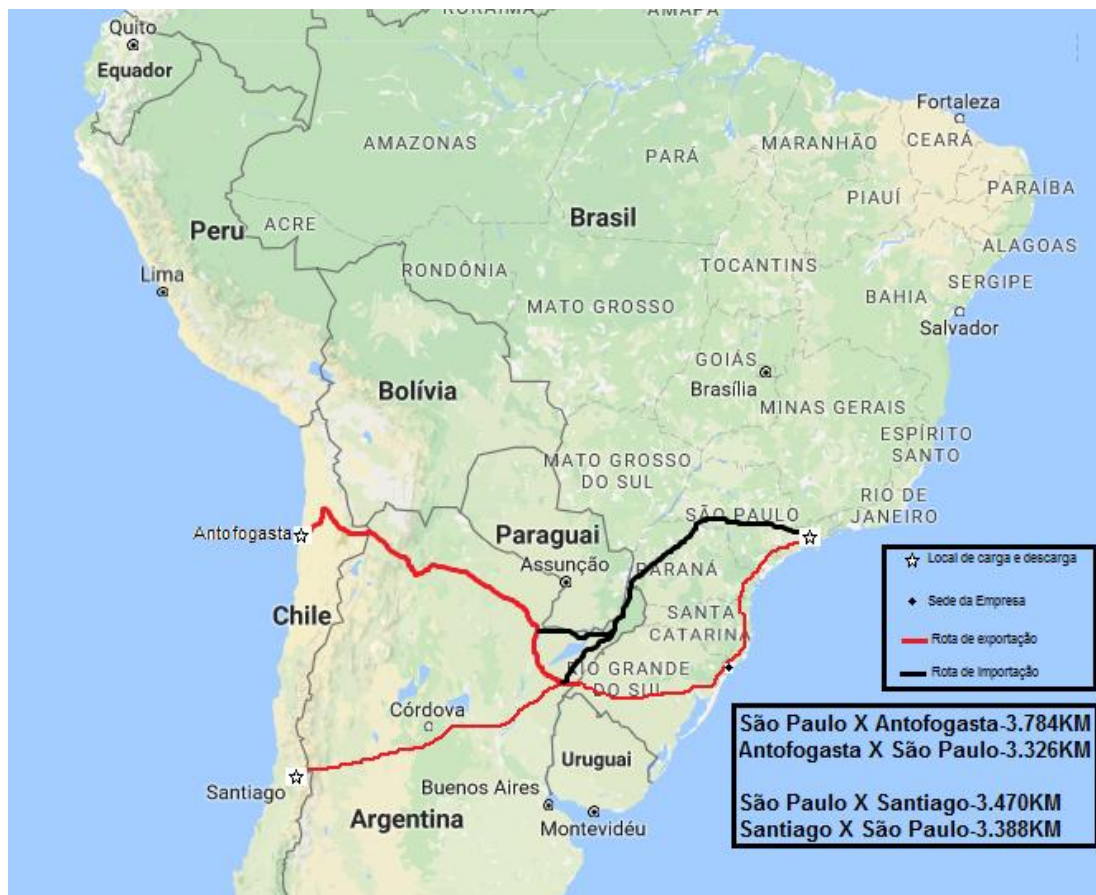 RORAIMA
AMAPÁ
Quito
Equador
Fortaleza
AMAZONAS
PARÁ
MARANHÃO
CEARÁ
PIAUÍ
PARAÍBA
Peru
ACRE
Brasil
ALAGOAS
Lima
RONDÔNIA
TOCANTINS
SERGIPE
MATO GROSSO
BAHIA
Salvador
GOIÁS
Brasília
Bolívia
MINAS GERAIS
ESPÍRITO
SANTO
MATO GROSSO
DO SUL
RIO DE
JANEIRO
SÃO PAULO
Antofogasta
Paraguai
Assunção
PARANÁ
Chile
SANTA
CATARINA
RIO GRANDE
DO SUL
Córdova
Uruguai
Santiago
Buenos Aires
Argentina
Montevidéu
Local de carga e descarga
Sede da Empresa
Rota de exportação
Rota de Importação
São Paulo X Antofogasta-3.784KM
Antofogasta X São Paulo-3.326KM
São Paulo X Santiago-3.470KM
Santiago X São Paulo-3.388KM